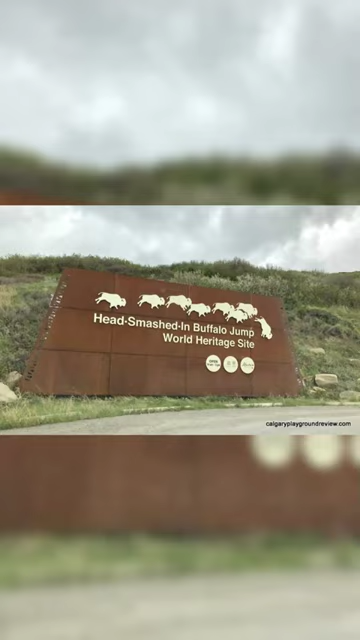 Head-Smashed-In Buffalo Jump
World Heritage Site
calgaryplaygroundreview.com